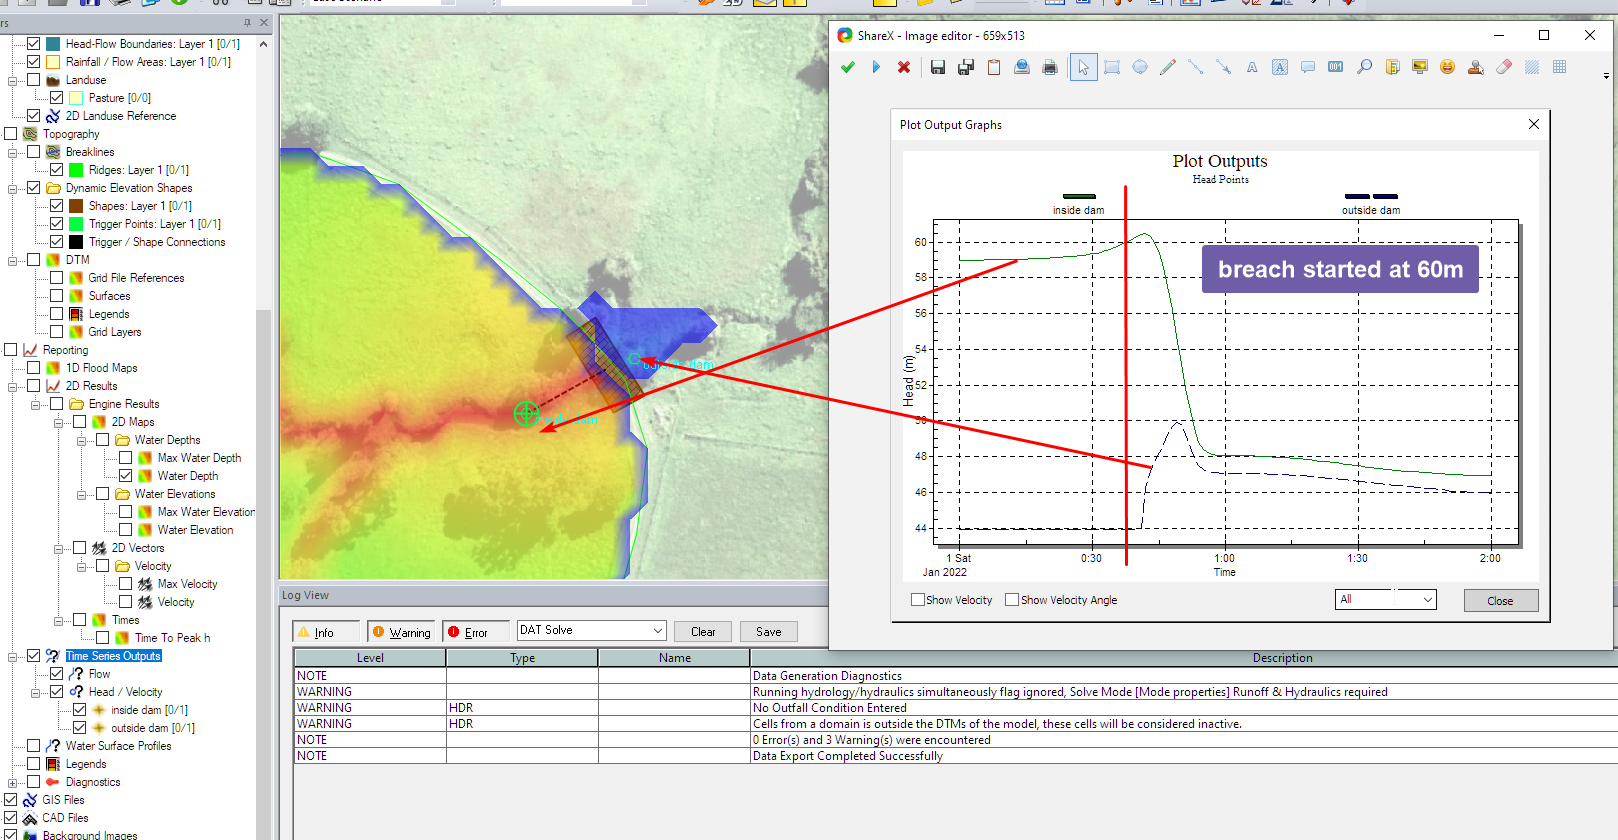 rs
Head-Flow Boundaries: Layer 1 [0/1]
Rainfall / Flow Areas: Layer 1 [0/1]
Landuse
Pasture [0/0]
2D Landuse Reference
Topography
Breaklines
Ridges: Layer 1 [0/1]
Dynamic Elevation Shapes
Shapes: Layer 1 [0/1]
Trigger Points: Layer 1 [0/1]
Trigger / Shape Connections
DTM
Grid File References
Surfaces
Legends
Grid Layers
Reporting
1D Flood Maps
2D Results
Engine Results
2D Maps
Water Depths
Max Water Depth
Water Depth
Water Elevations
Max Water Elevation
Water Elevation
2D Vectors
Velocity
Max Velocity
Velocity
Times
Time To Peak h
Time Series Outputs
Flow
Head / Velocity
inside dam [0/1]
outside dam [0/1]
Water Surface Profiles
Legends
Diagnostics
GIS Files
CAD Files
Background Images
outside dam
ShareX - Image editor - 659x513
Plot Output Graphs
Plot Outputs
Head Points
inside dam
outside dam
breach started at 60m
Head (m)
60
58
56
54
52
50
48
46
44
1 Sat
Jan 2022
0:30
1:00
1:30
2:00
Time
Show Velocity
Show Velocity Angle
All
Close
Log View
Info
Warning
Error
DAT Solve
Clear
Save
Level Type Name Description
NOTE Data Generation Diagnostics
WARNING Running hydrology/hydraulics simultaneously flag ignored, Solve Mode [Mode properties] Runoff & Hydraulics required
WARNING HDR No Outfall Condition Entered
WARNING HDR Cells from a domain is outside the DTMs of the model, these cells will be considered inactive.
NOTE 0 Error(s) and 3 Warning(s) were encountered
NOTE Data Export Completed Successfully